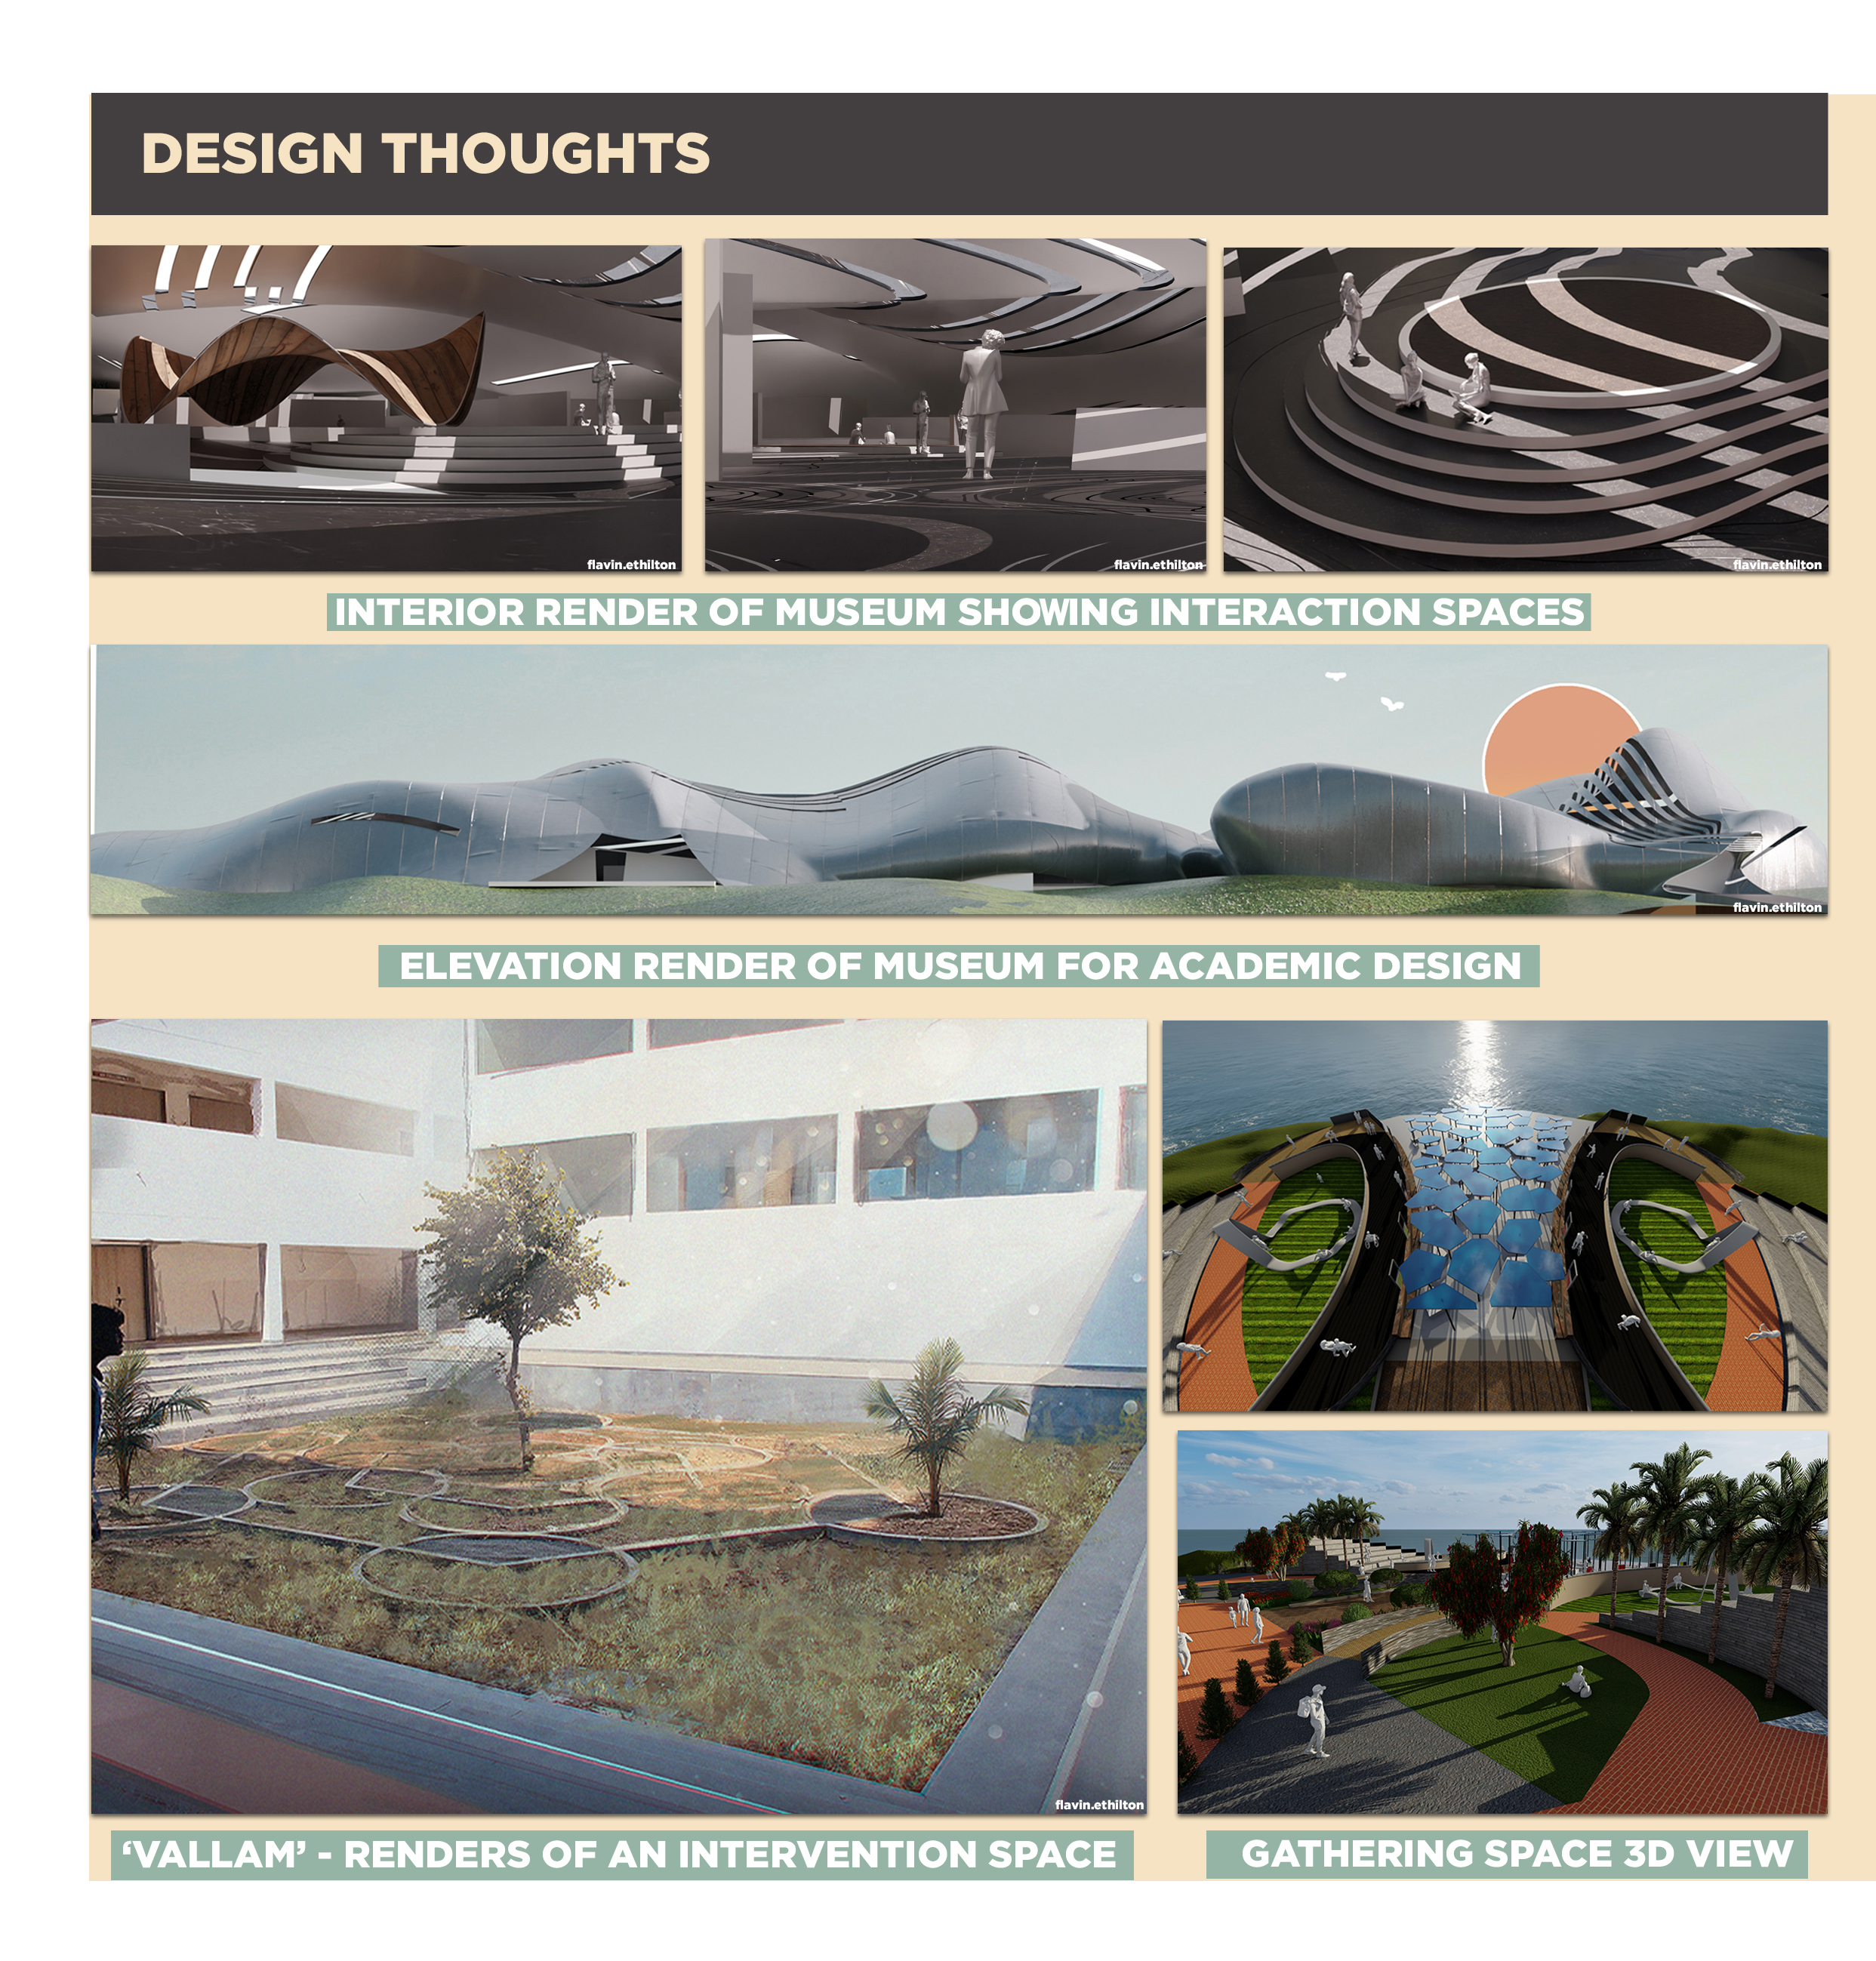 DESIGN THOUGHTS
flavin.ethilton
flavin.ethilton
flavin.ethilton
INTERIOR RENDER OF MUSEUM SHOWING INTERACTION SPACES
flavin.ethilton
ELEVATION RENDER OF MUSEUM FOR ACADEMIC DESIGN
flavin.ethilton
‘VALLAM’ - RENDERS OF AN INTERVENTION SPACE
GATHERING SPACE 3D VIEW